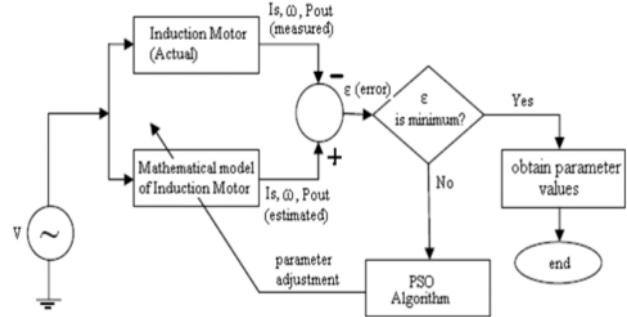 Induction Motor
(Actual)
Is, ω, Pout
(measured)
−
ε (error)
ε
is minimum?
Yes
+
Mathematical model
of Induction Motor
Is, ω, Pout
(estimated)
No
obtain parameter
values
V
~
parameter
adjustment
PSO
Algorithm
end